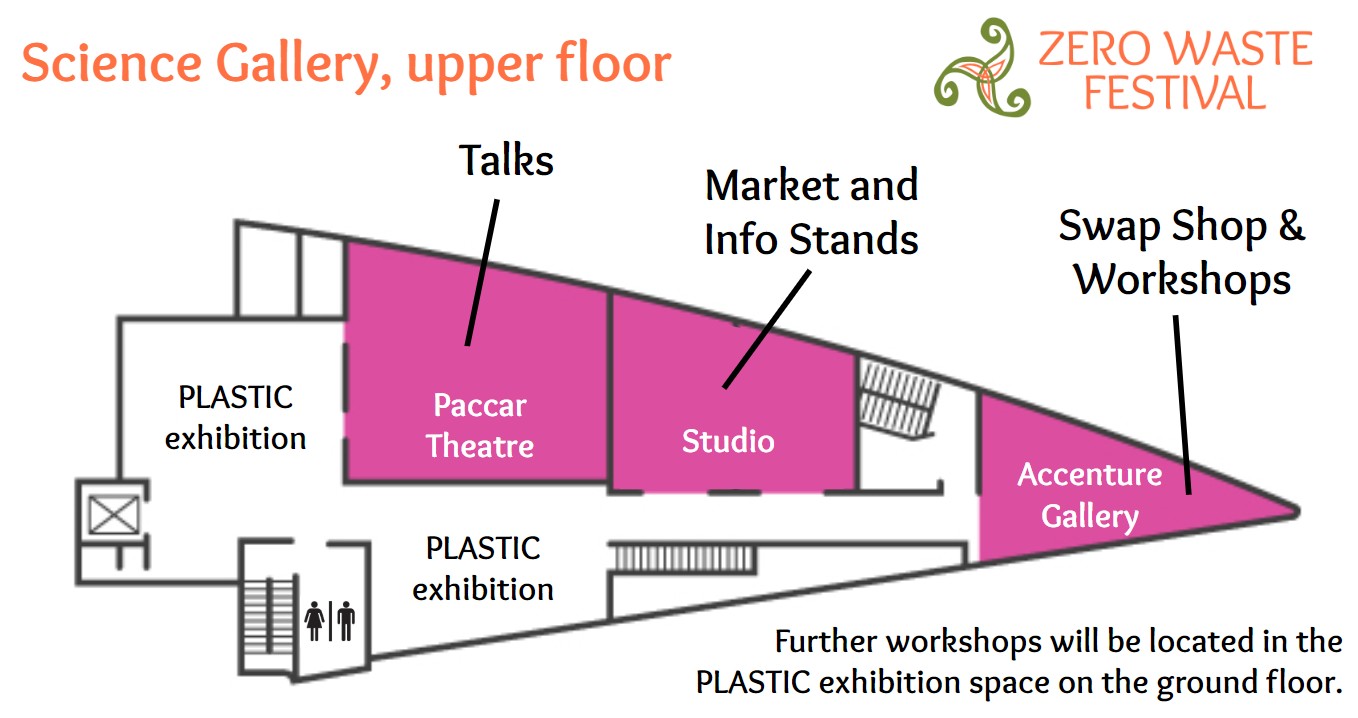 Science Gallery, upper floor
ZERO WASTE
FESTIVAL
Talks
Market and
Info Stands
Swap Shop &
Workshops
PLASTIC
exhibition
Paccar
Theatre
Studio
Accenture
Gallery
PLASTIC
exhibition
Further workshops will be located in the
PLASTIC exhibition space on the ground floor.